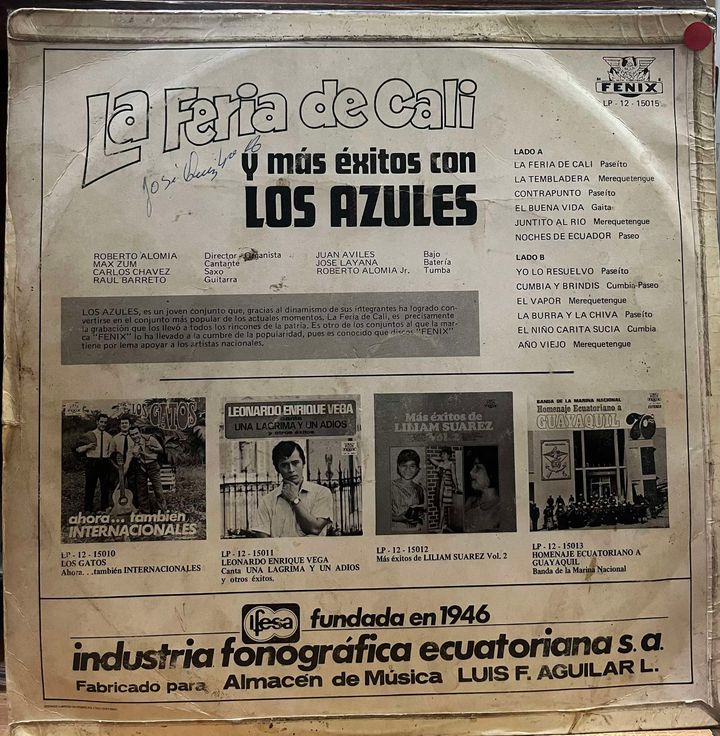 FENIX
LP - 12 - 15015
La Feria de Cali
Y más éxitos con
LOS AZULES
José
ROBERTO ALOMIA Director - Organista
MAX ZUM Cantante
CARLOS CHAVEZ Saxo
RAUL BARRETO Guitarra
JUAN AVILES Bajo
JOSE LAYANA Batería
ROBERTO ALOMIA Jr. Tumba
LOS AZULES, es un joven conjunto que, gracias al dinamismo de sus integrantes ha logrado con-
vertirse en el conjunto más popular de los actuales momentos. La Feria de Cali, es precisamente
la grabación que los llevó a todos los rincones de la patria. Es otro de los conjuntos al que la mar-
ca "FENIX" lo ha llevado a la cumbre de la popularidad, pues es conocido que discos "FENIX"
tiene por lema apoyar a los artistas nacionales.
LADO A
LA FERIA DE CALI Paseíto
LA TEMBLADERA Merequetengue
CONTRAPUNTO Paseíto
EL BUENA VIDA Gaita
JUNTITO AL RIO Merequetengue
NOCHES DE ECUADOR Paseo
LADO B
YO LO RESUELVO Paseíto
CUMBIA Y BRINDIS Cumbia-Paseo
EL VAPOR Merequetengue
LA BURRA Y LA CHIVA Paseíto
EL NIÑO CARITA SUCIA Cumbia
AÑO VIEJO Merequetengue
LOS GATOS
ahora... también
INTERNACIONALES
LP - 12 - 15010
LOS GATOS
Ahora. . .también INTERNACIONALES
LEONARDO ENRIQUE VEGA
canta
UNA LAGRIMA Y UN ADIOS
y otros éxitos
LP - 12 - 15011
LEONARDO ENRIQUE VEGA
Canta UNA LAGRIMA Y UN ADIOS
y otros éxitos.
Más éxitos de
LILIAM SUAREZ
VOL. 2
LP - 12 - 15012
Más éxitos de LILIAM SUAREZ Vol. 2
BANDA DE LA MARINA NACIONAL
Homenaje Ecuatoriano a
GUAYAQUIL
LP - 12 - 15013
HOMENAJE ECUATORIANO A
GUAYAQUIL
Banda de la Marina Nacional
ifesa fundada en 1946
industria fonográfica ecuatoriana s.a.
Fabricado para Almacén de Música LUIS F. AGUILAR L.